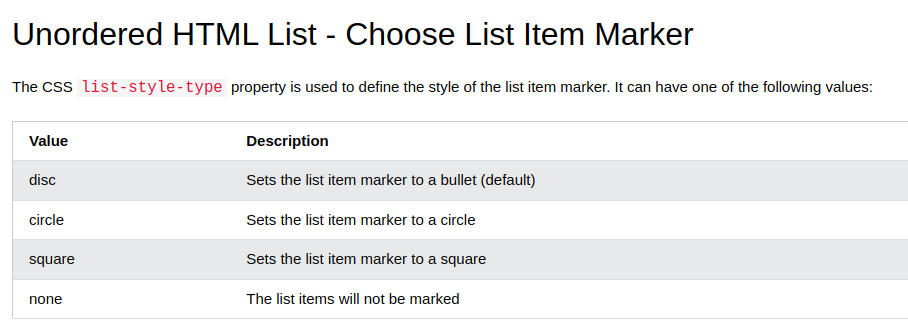 Unordered HTML List - Choose List Item Marker
The CSS list-style-type property is used to define the style of the list item marker. It can have one of the following values:
Value Description
disc Sets the list item marker to a bullet (default)
circle Sets the list item marker to a circle
square Sets the list item marker to a square
none The list items will not be marked